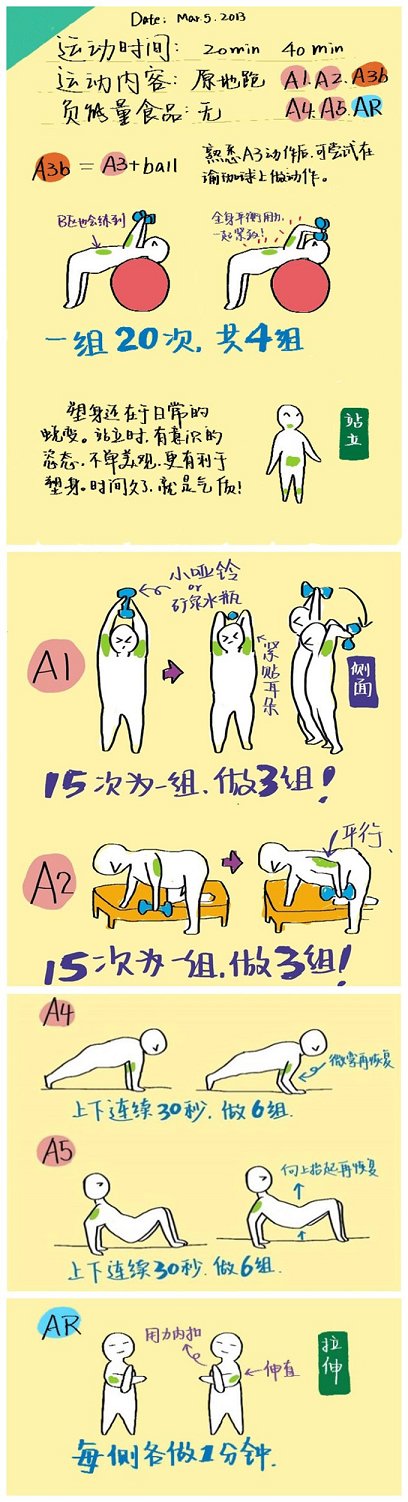 Date: Mar.5.2013
运动时间: 20min 40min
运动内容: 原地跑 A1. A2. A3b
负能量食品: 无 A4. A5. AR
A3b = A3+ball
熟悉A3动作后,可尝试在
瑜伽球上做动作。
B区也会练到
全身平衡用力,
一起紧致!
一组20次,共4组
塑身还在于日常的
蜕变。站立时,有意识的
姿态,不单美观,更有利于
塑身。时间久了,就是气质!
站立
小哑铃
or
矿泉水瓶
A1
紧贴耳朵
侧面
15次为一组.做3组!
A2
平行、
15次为一组.做3组!
A4
微弯再恢复
上下连续30秒.做6组.
A5
向上抬起再恢复
上下连续30秒.做6组.
AR
用力内扣
伸直
拉伸
每侧各做1分钟.